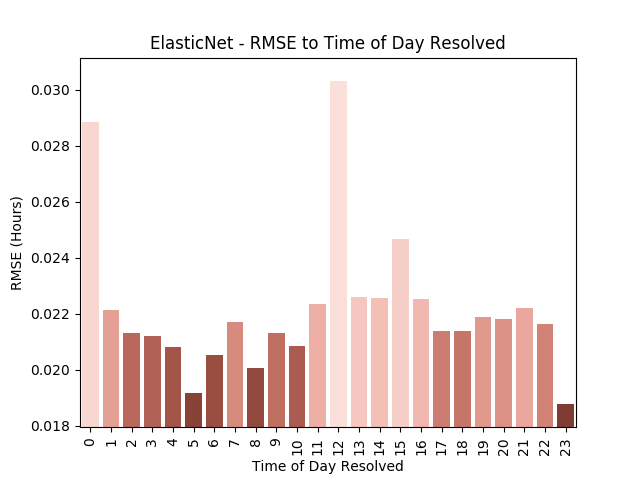 ElasticNet - RMSE to Time of Day Resolved
0.030
0.028
0.026
0.024
0.022
0.020
0.018
RMSE (Hours)
0 1 2 3 4 5 6 7 8 9 10 11 12 13 14 15 16 17 18 19 20 21 22 23
Time of Day Resolved